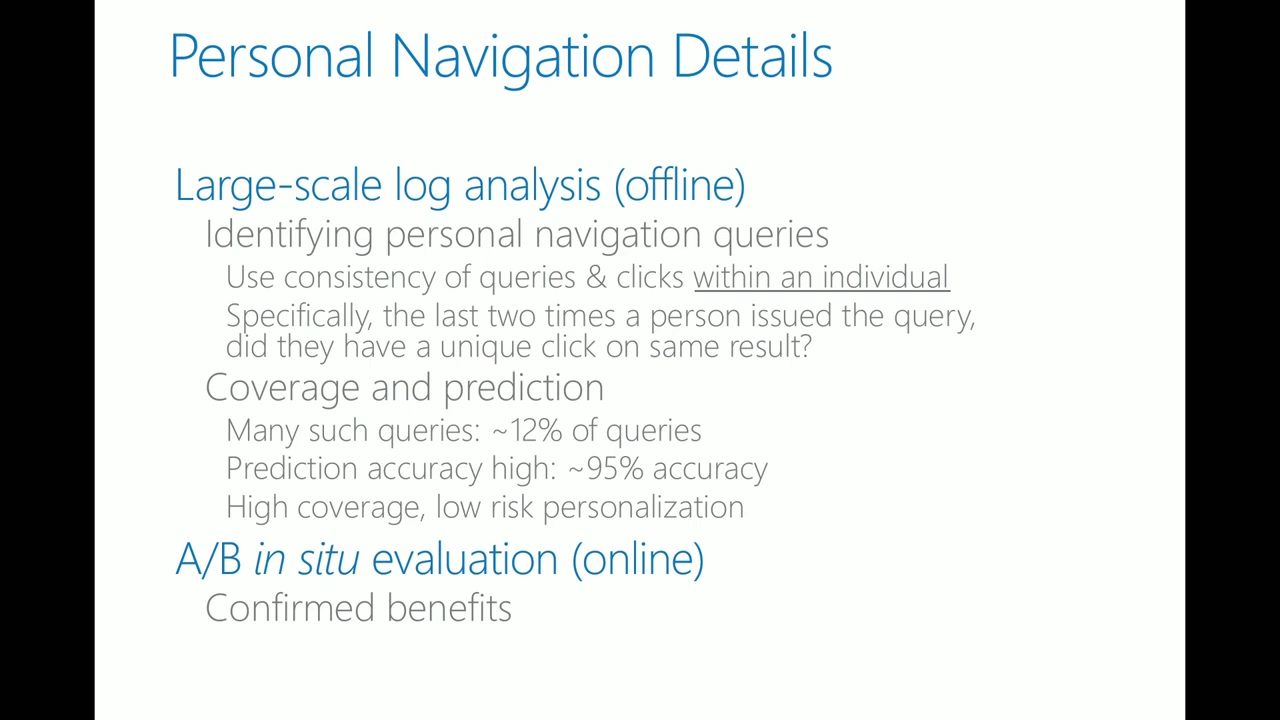 Personal Navigation Details
Large-scale log analysis (offline)
Identifying personal navigation queries
Use consistency of queries & clicks within an individual
Specifically, the last two times a person issued the query,
did they have a unique click on same result?
Coverage and prediction
Many such queries: ~12% of queries
Prediction accuracy high: ~95% accuracy
High coverage, low risk personalization
A/B in situ evaluation (online)
Confirmed benefits